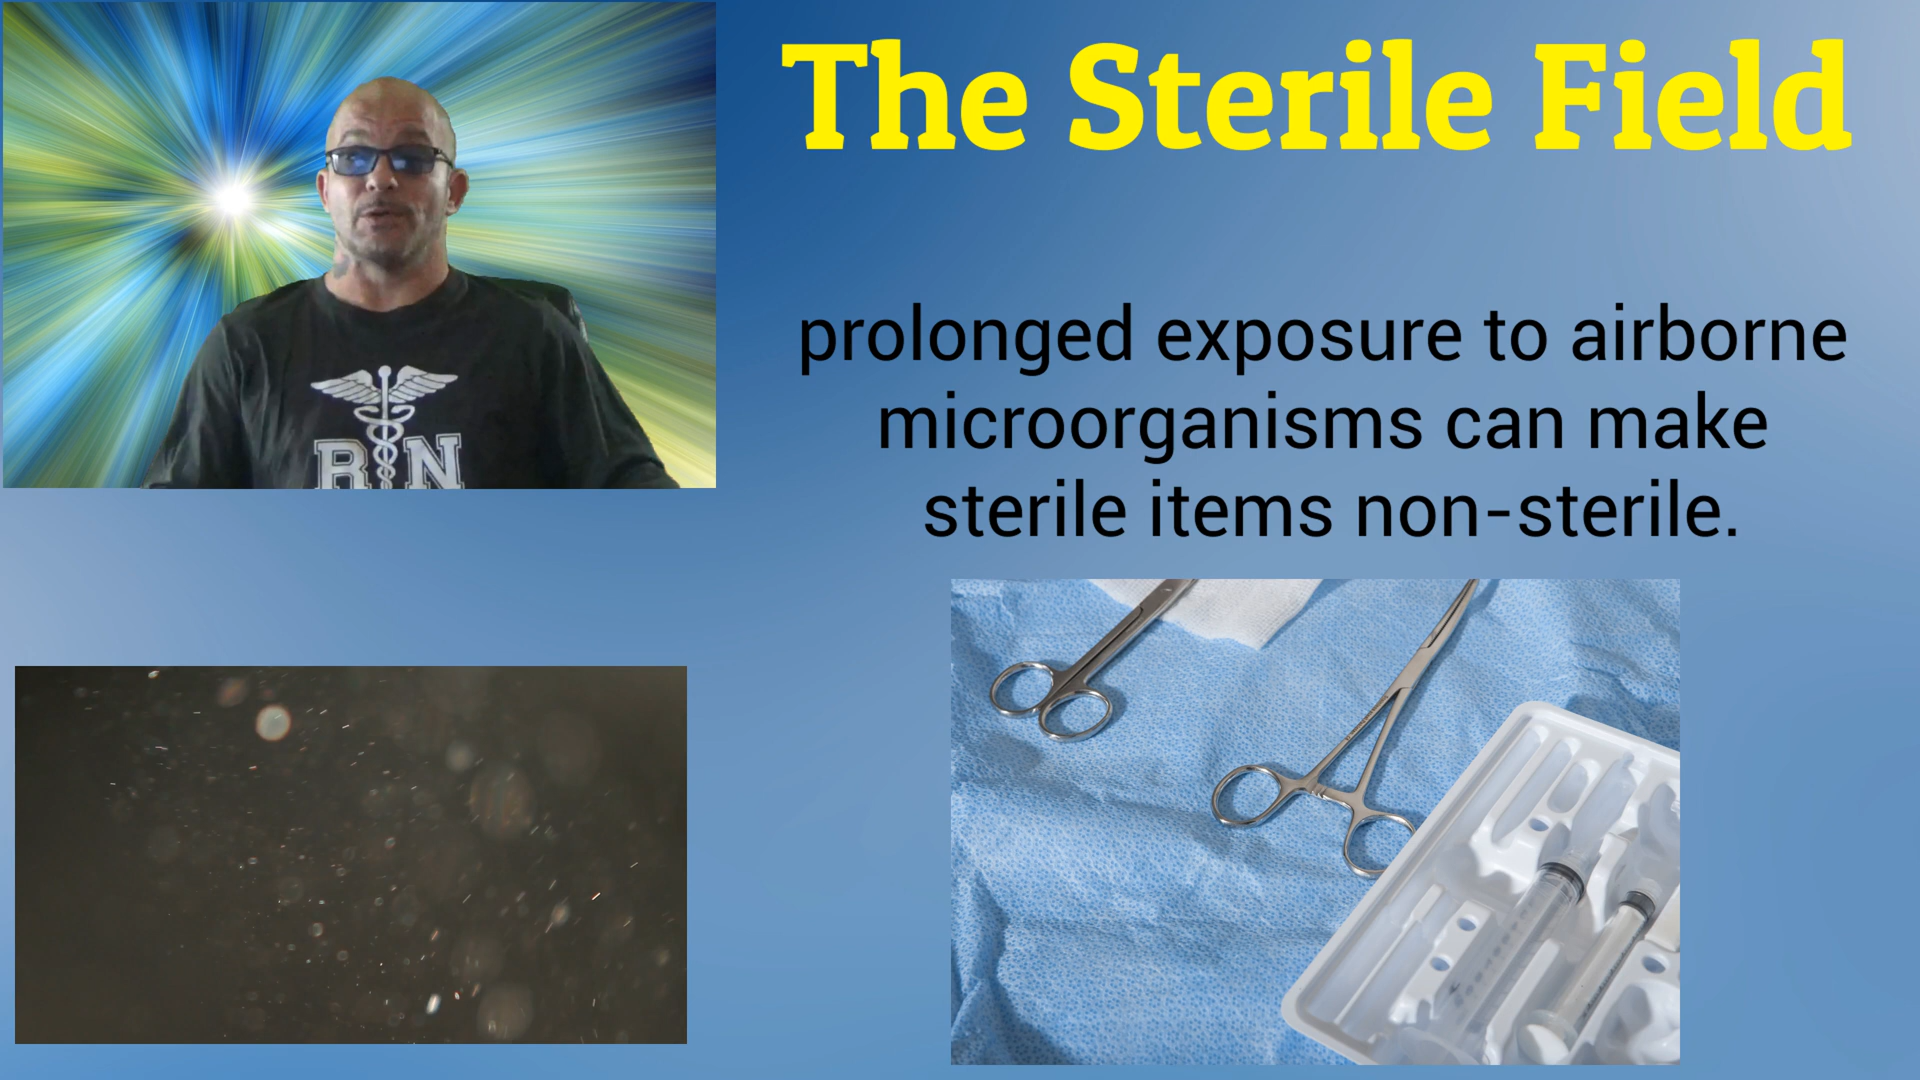 The Sterile Field
prolonged exposure to airborne
microorganisms can make
sterile items non-sterile.
RN